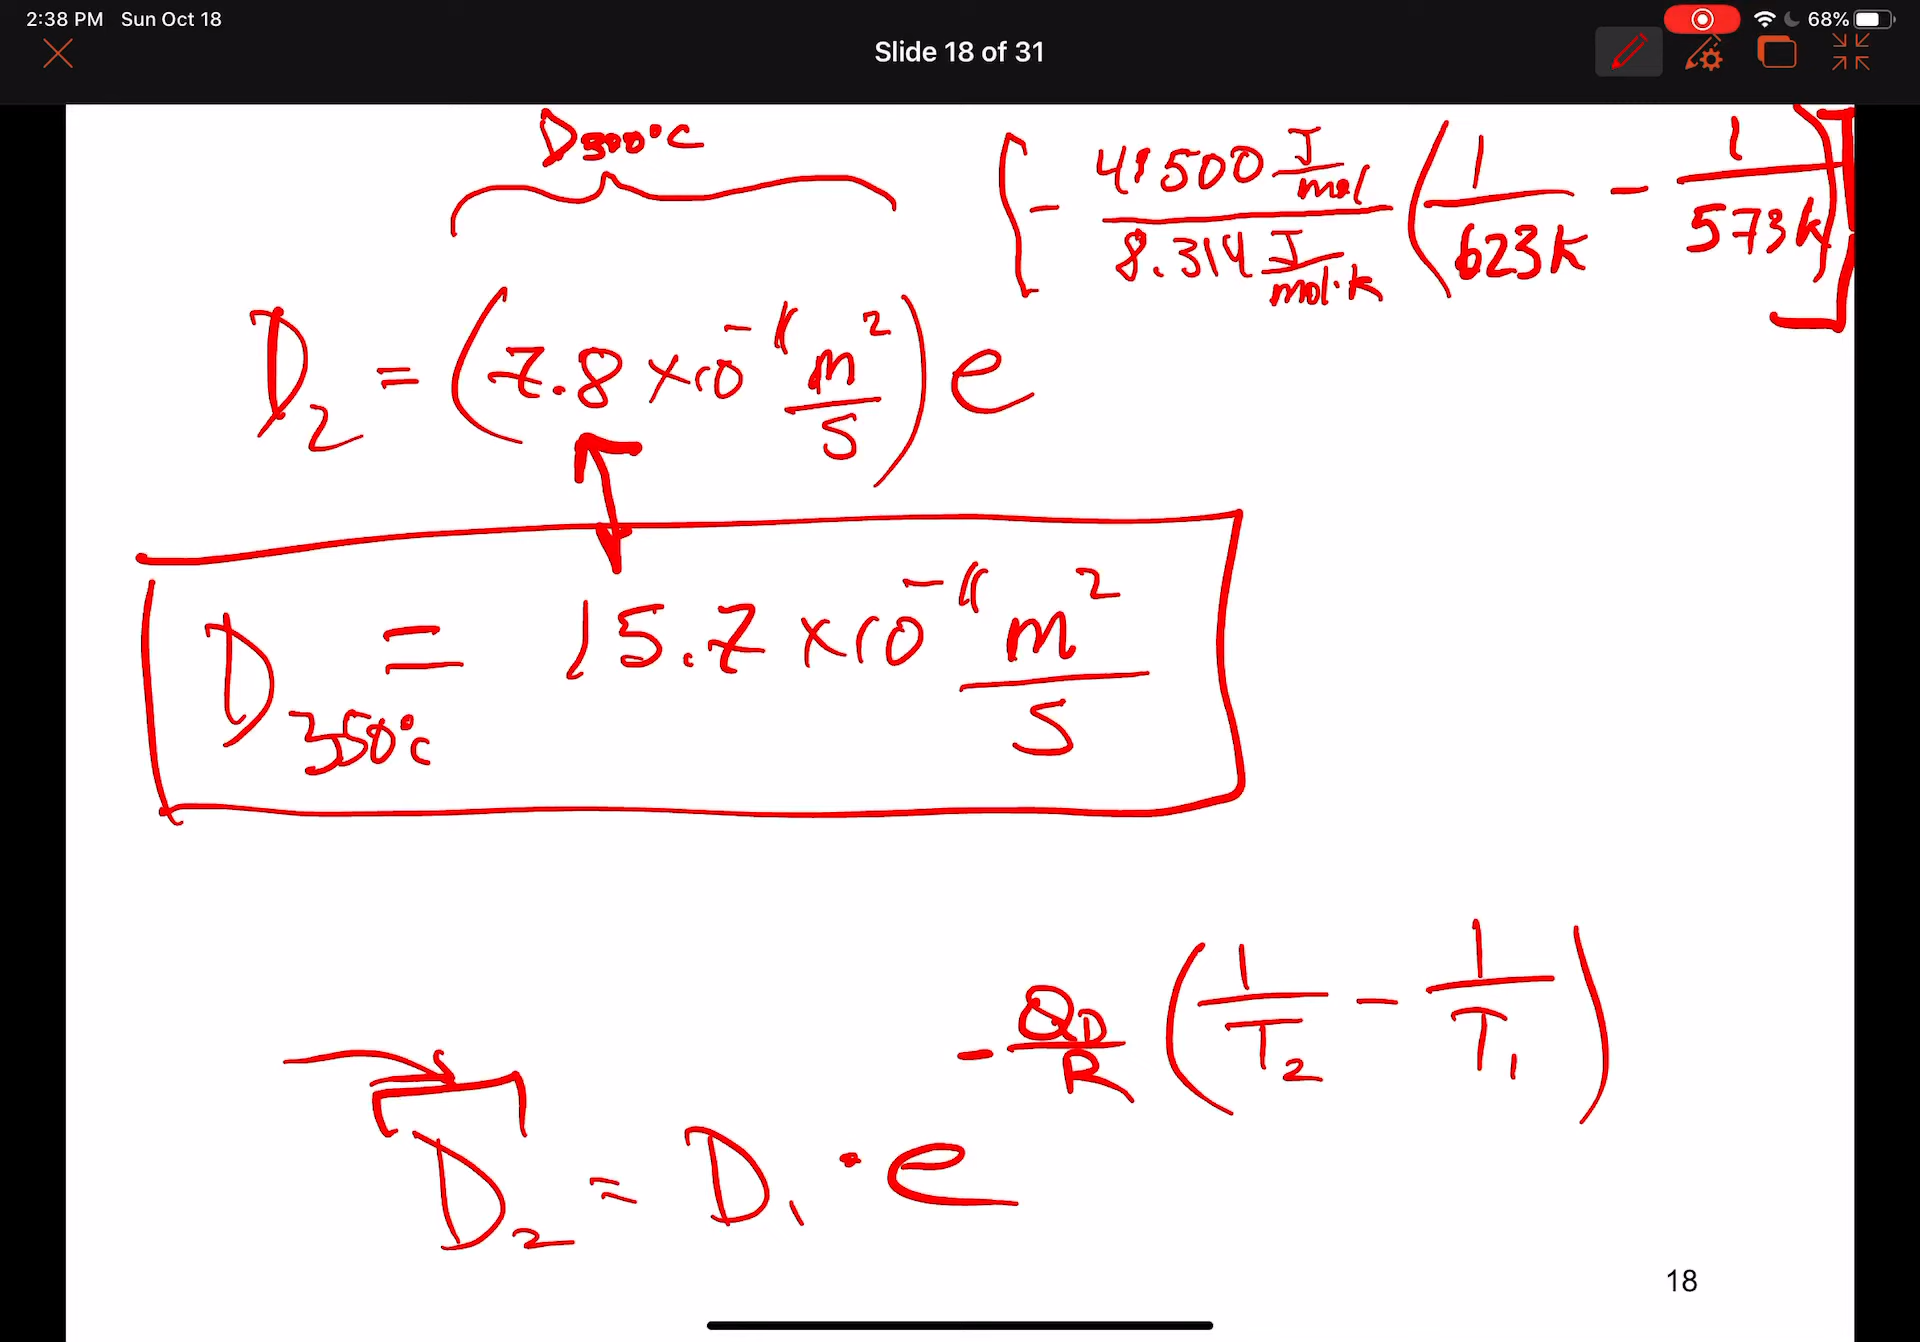 2:38 PM Sun Oct 18
68%
Slide 18 of 31
D300°C
D₂ = (7.8 ×10⁻¹¹ m²/s) e^[- (41500 J/mol)/(8.314 J/mol·K) (1/623K - 1/573K)]
D350°C = 15.7 ×10⁻¹¹ m²/s
D₂ = D₁ · e^-Q_D/R (1/T₂ - 1/T₁)
18